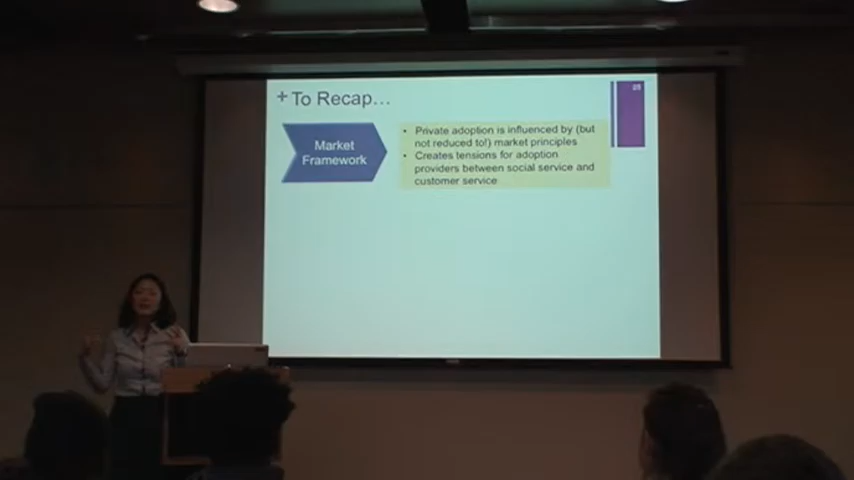 + To Recap...
Market
Framework
• Private adoption is influenced by (but
not reduced to!) market principles
• Creates tensions for adoption
providers between social service and
customer service